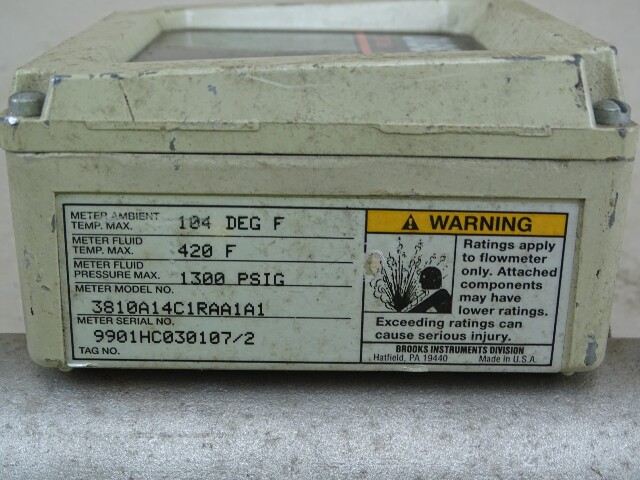 METER AMBIENT
TEMP. MAX. 104 DEG F
METER FLUID
TEMP. MAX. 420 F
METER FLUID
PRESSURE MAX. 1300 PSIG
METER MODEL NO.
3810A14C1RAA1A1
METER SERIAL NO.
9901HC030107/2
TAG NO.
WARNING
Ratings apply
to flowmeter
only. Attached
components
may have
lower ratings.
Exceeding ratings can
cause serious injury.
BROOKS INSTRUMENTS DIVISION
Hatfield, PA 19440 Made in U.S.A.